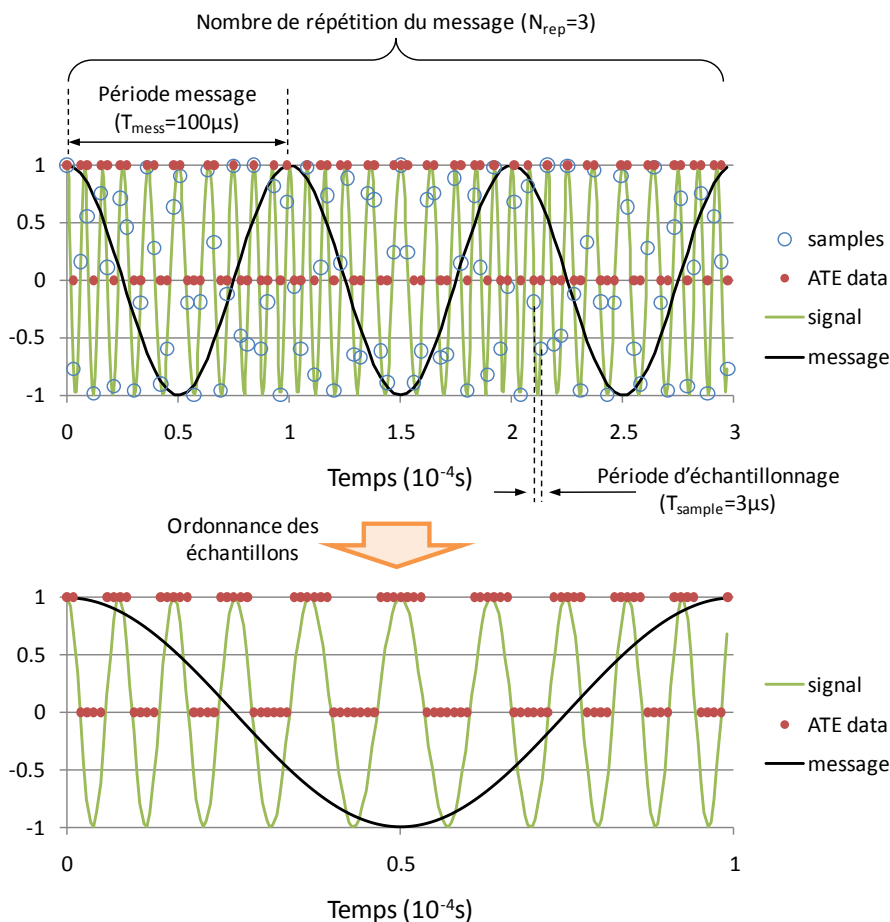 Nombre de répétition du message (Nrep=3)
Période message
(Tmess=100µs)
1
0.5
0
-0.5
-1
0
0.5
1
1.5
2
2.5
3
Temps (10-4s)
samples
ATE data
signal
message
Période d'échantillonnage
(Tsample=3µs)
Ordonnance des
échantillons
1
0.5
0
-0.5
-1
0
0.5
1
Temps (10-4s)
signal
ATE data
message